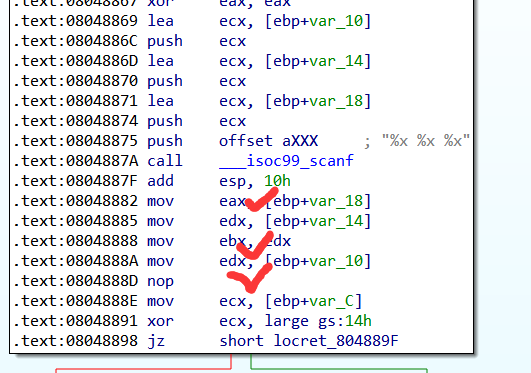 .text:08048867 xor eax, eax
.text:08048869 lea ecx, [ebp+var_10]
.text:0804886C push ecx
.text:0804886D lea ecx, [ebp+var_14]
.text:08048870 push ecx
.text:08048871 lea ecx, [ebp+var_18]
.text:08048874 push ecx
.text:08048875 push offset aXXX ; "%x %x %x"
.text:0804887A call ___isoc99_scanf
.text:0804887F add esp, 10h
.text:08048882 mov eax, [ebp+var_18]
.text:08048885 mov edx, [ebp+var_14]
.text:08048888 mov ebx, edx
.text:0804888A mov edx, [ebp+var_10]
.text:0804888D nop
.text:0804888E mov ecx, [ebp+var_C]
.text:08048891 xor ecx, large gs:14h
.text:08048898 jz short locret_804889F